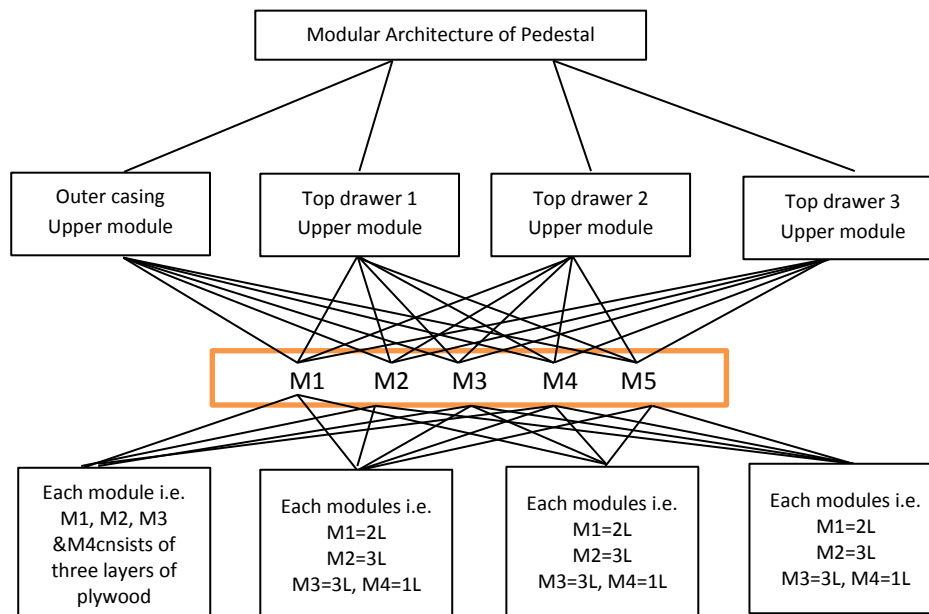 Modular Architecture of Pedestal
Outer casing
Upper module
Top drawer 1
Upper module
Top drawer 2
Upper module
Top drawer 3
Upper module
M1 M2 M3 M4 M5
Each module i.e.
M1, M2, M3
&M4cnsists of
three layers of
plywood
Each modules i.e.
M1=2L
M2=3L
M3=3L, M4=1L
Each modules i.e.
M1=2L
M2=3L
M3=3L, M4=1L
Each modules i.e.
M1=2L
M2=3L
M3=3L, M4=1L